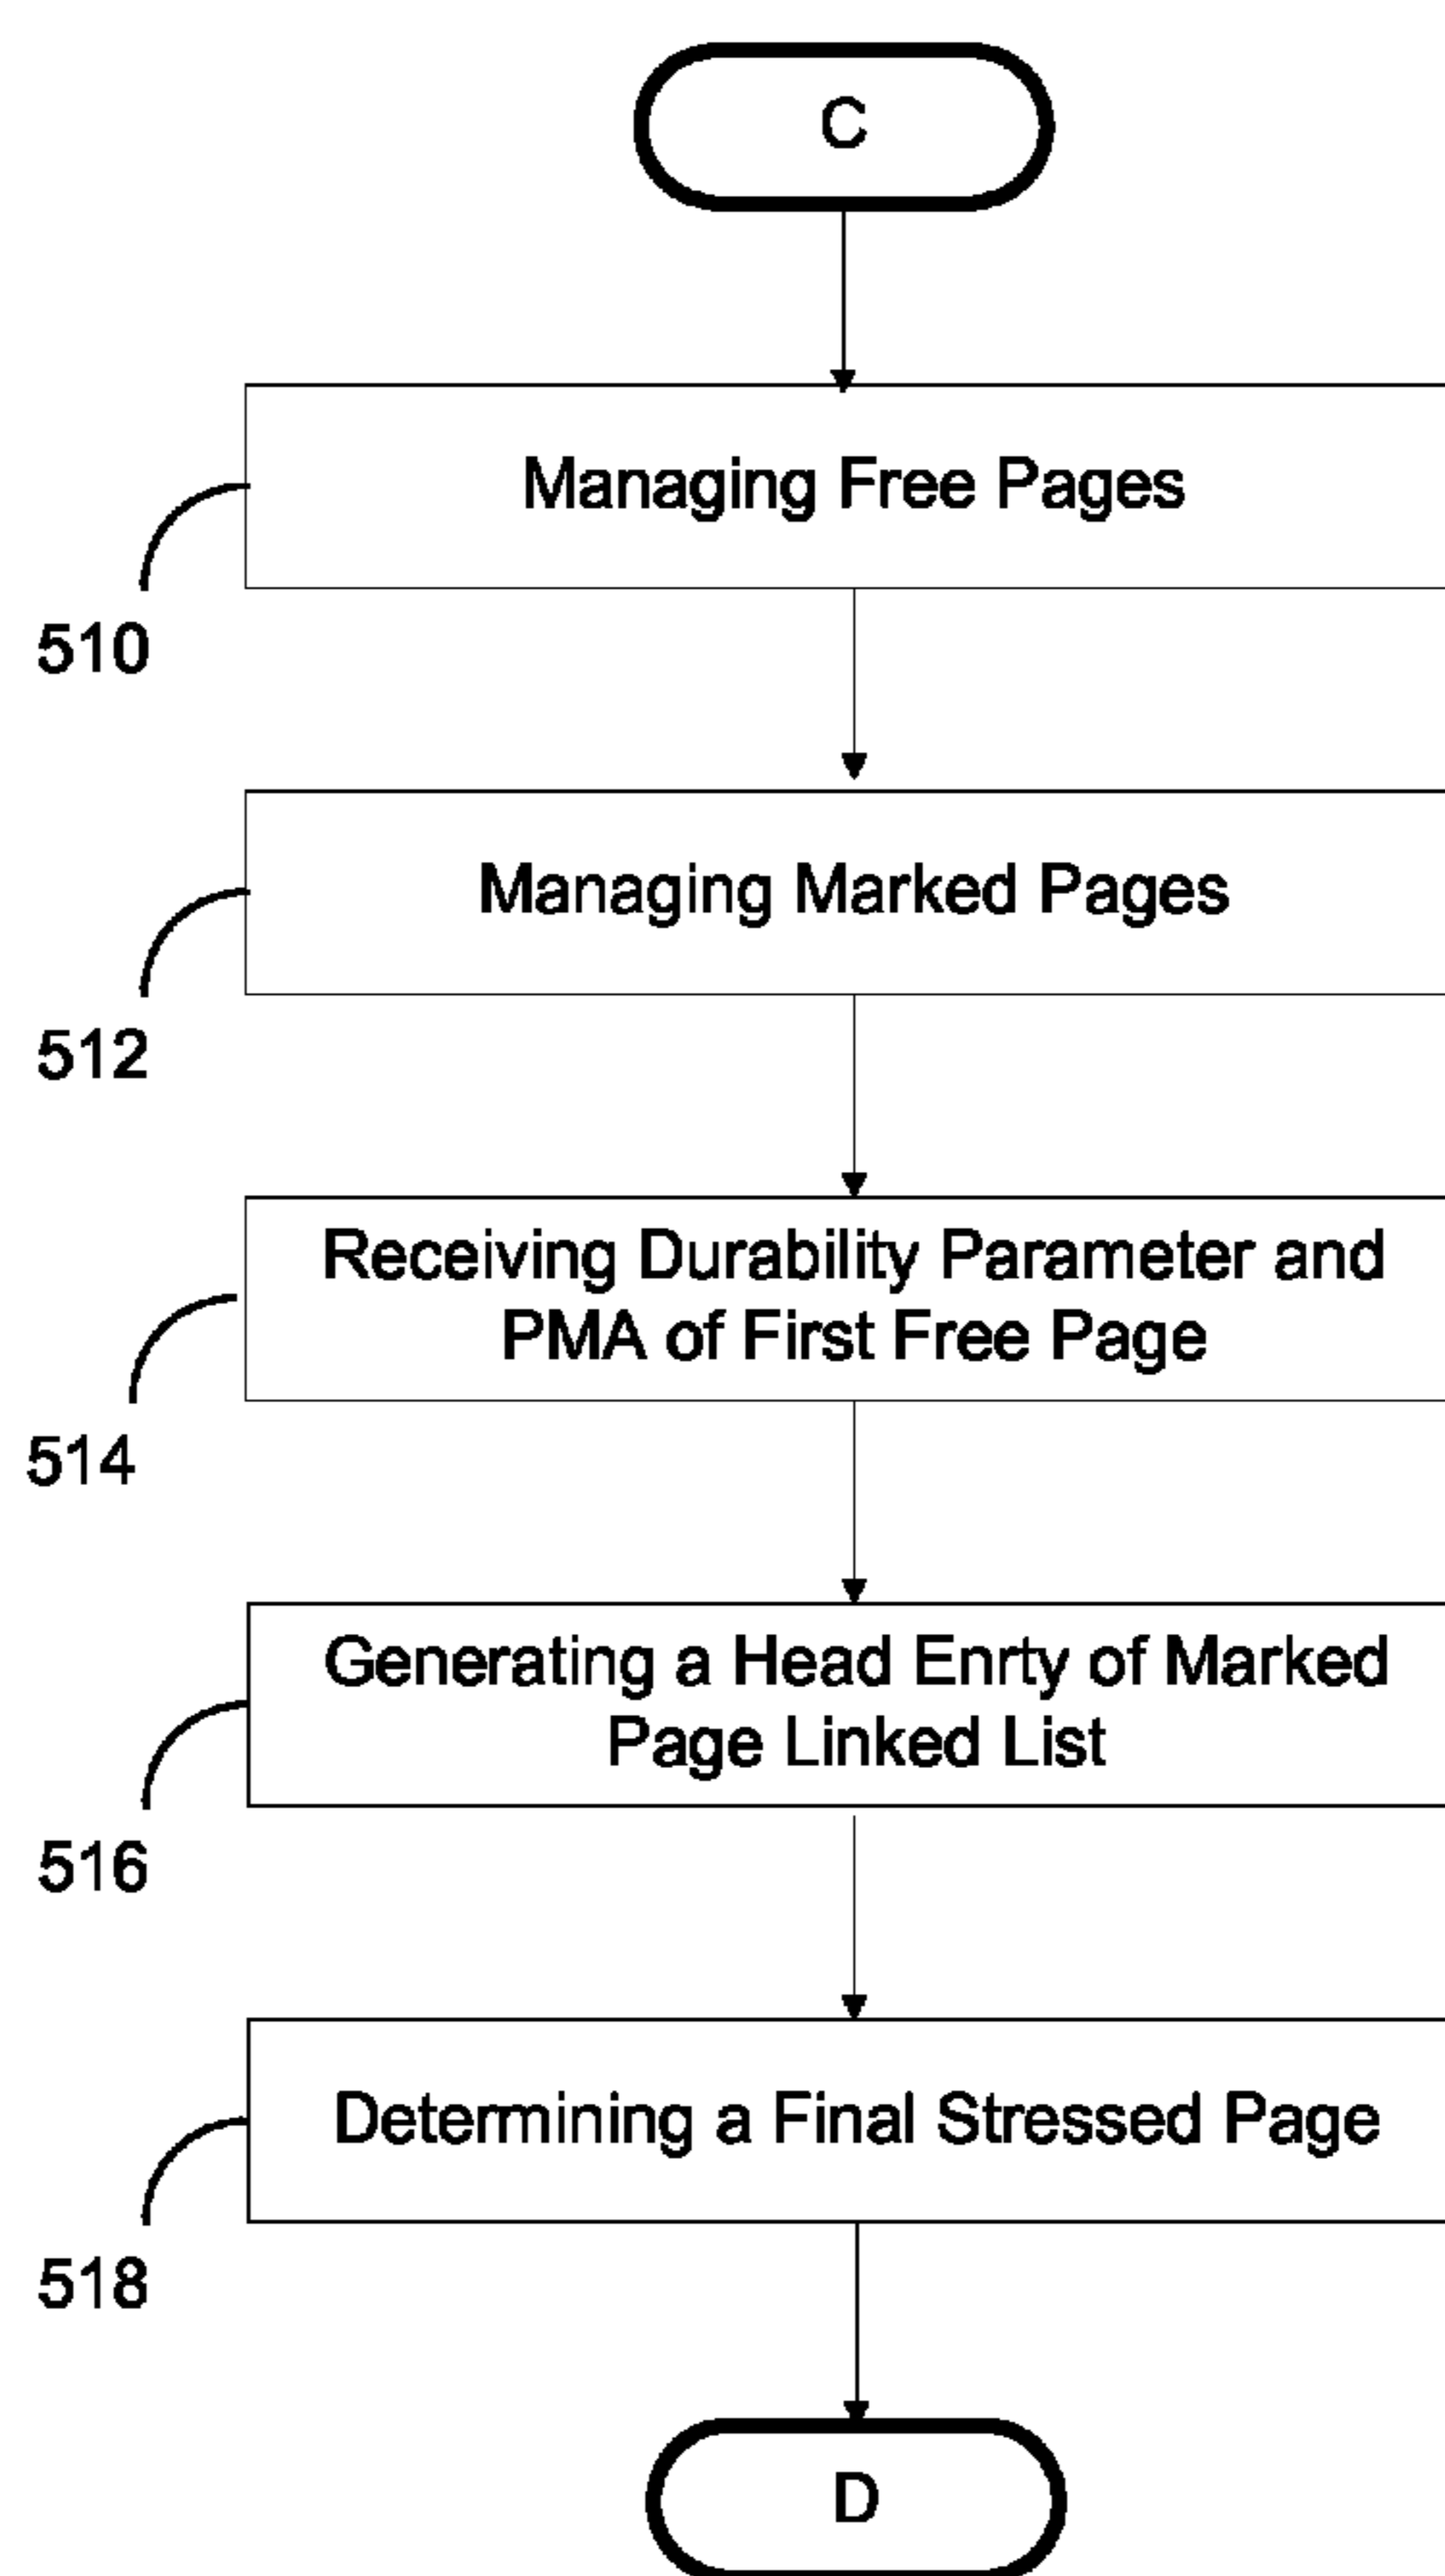 C
Managing Free Pages
510
Managing Marked Pages
512
Receiving Durability Parameter and
PMA of First Free Page
514
Generating a Head Enrty of Marked
Page Linked List
516
Determining a Final Stressed Page
518
D